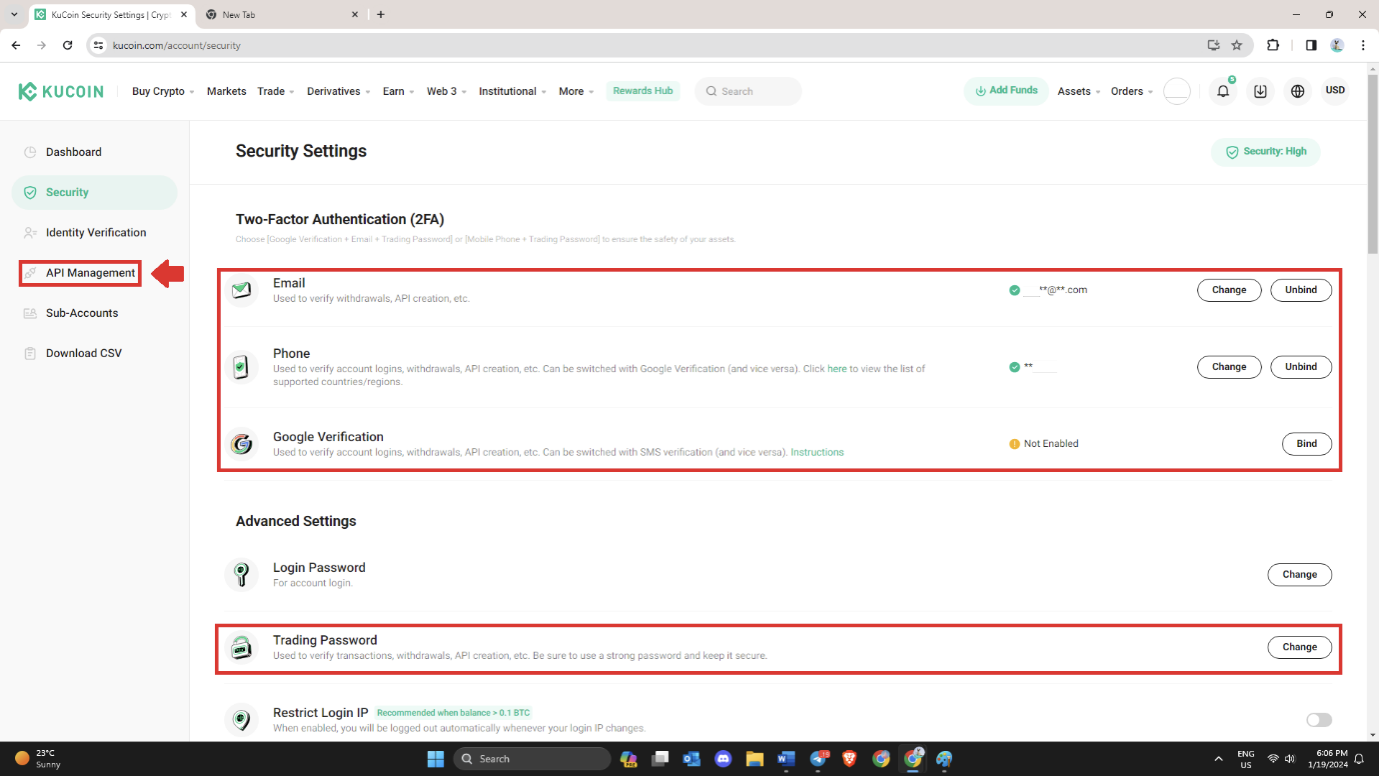 KuCoin Security Settings | Cryp
New Tab
kucoin.com/account/security
KUCOIN
Buy Crypto
Markets
Trade
Derivatives
Earn
Web 3
Institutional
More
Rewards Hub
Search
Add Funds
Assets
Orders
3
USD
Dashboard
Security
Identity Verification
API Management
Sub-Accounts
Download CSV
Security Settings
Security: High
Two-Factor Authentication (2FA)
Choose [Google Verification + Email + Trading Password] or [Mobile Phone + Trading Password] to ensure the safety of your assets.
Email
Used to verify withdrawals, API creation, etc.
**@**.com
Change
Unbind
Phone
Used to verify account logins, withdrawals, API creation, etc. Can be switched with Google Verification (and vice versa). Click here to view the list of
supported countries/regions.
**
Change
Unbind
Google Verification
Used to verify account logins, withdrawals, API creation, etc. Can be switched with SMS verification (and vice versa). Instructions
Not Enabled
Bind
Advanced Settings
Login Password
For account login.
Change
Trading Password
Used to verify transactions, withdrawals, API creation, etc. Be sure to use a strong password and keep it secure.
Change
Restrict Login IP
Recommended when balance > 0.1 BTC
When enabled, you will be logged out automatically whenever your login IP changes.
23°C
Sunny
Search
ENG
US
6:06 PM
1/19/2024